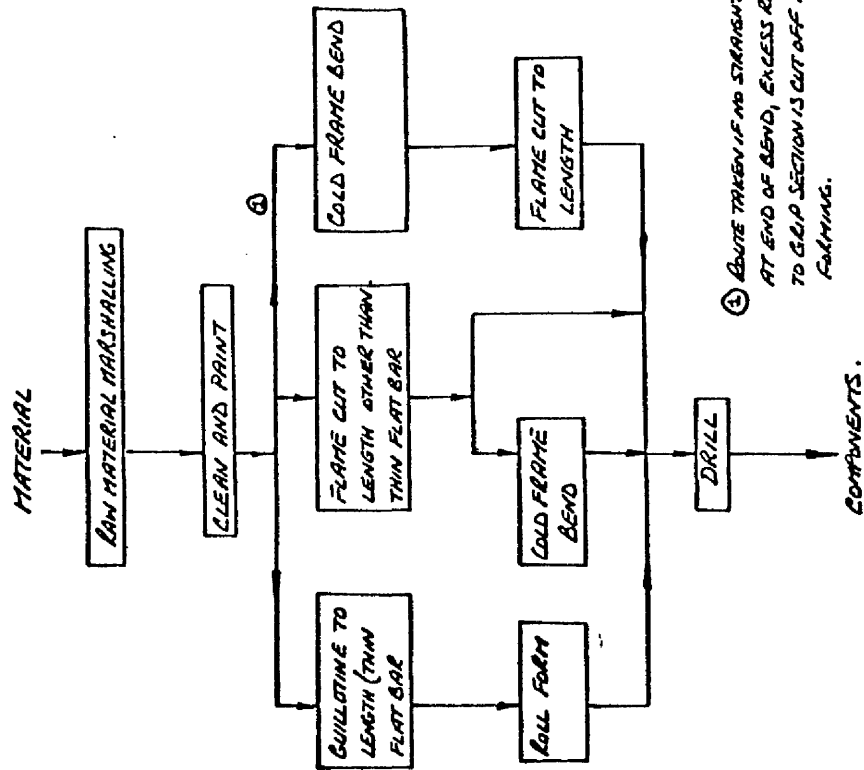 MATERIAL
RAW MATERIAL MARSHALLING
CLEAN AND PAINT
①
GUILLOTINE TO
LENGTH (THIN
FLAT BAR
FLAME CUT TO
LENGTH OTHER THAN
THIN FLAT BAR
COLD FRAME BEND
ROLL FORM
COLD FRAME
BEND
FLAME CUT TO
LENGTH
DRILL
COMPONENTS.
① ROUTE TAKEN IF NO STRAIGHT
AT END OF BEND, EXCESS
TO GRIP SECTION IS CUT OFF
FORMING.